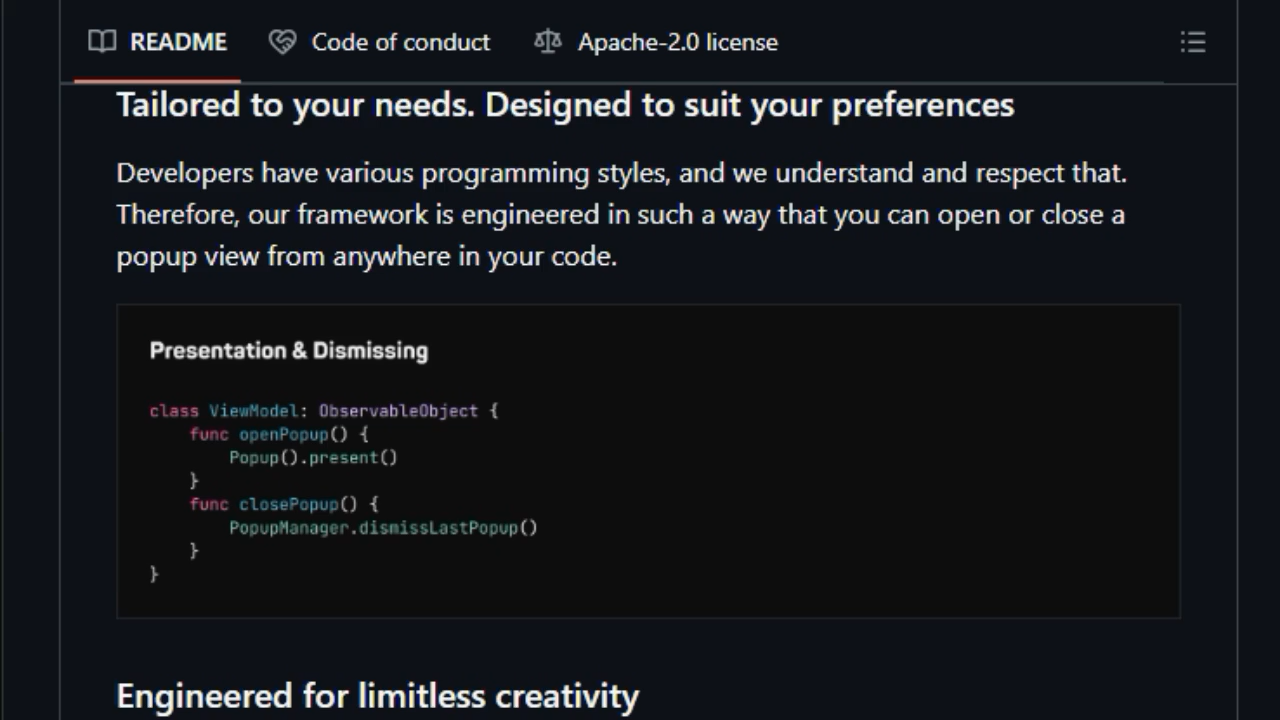 README Code of conduct Apache-2.0 license
Tailored to your needs. Designed to suit your preferences
Developers have various programming styles, and we understand and respect that.
Therefore, our framework is engineered in such a way that you can open or close a
popup view from anywhere in your code.
Presentation & Dismissing
class ViewModel: ObservableObject {
    func openPopup() {
        Popup().present()
    }
    func closePopup() {
        PopupManager.dismissLastPopup()
    }
}
Engineered for limitless creativity